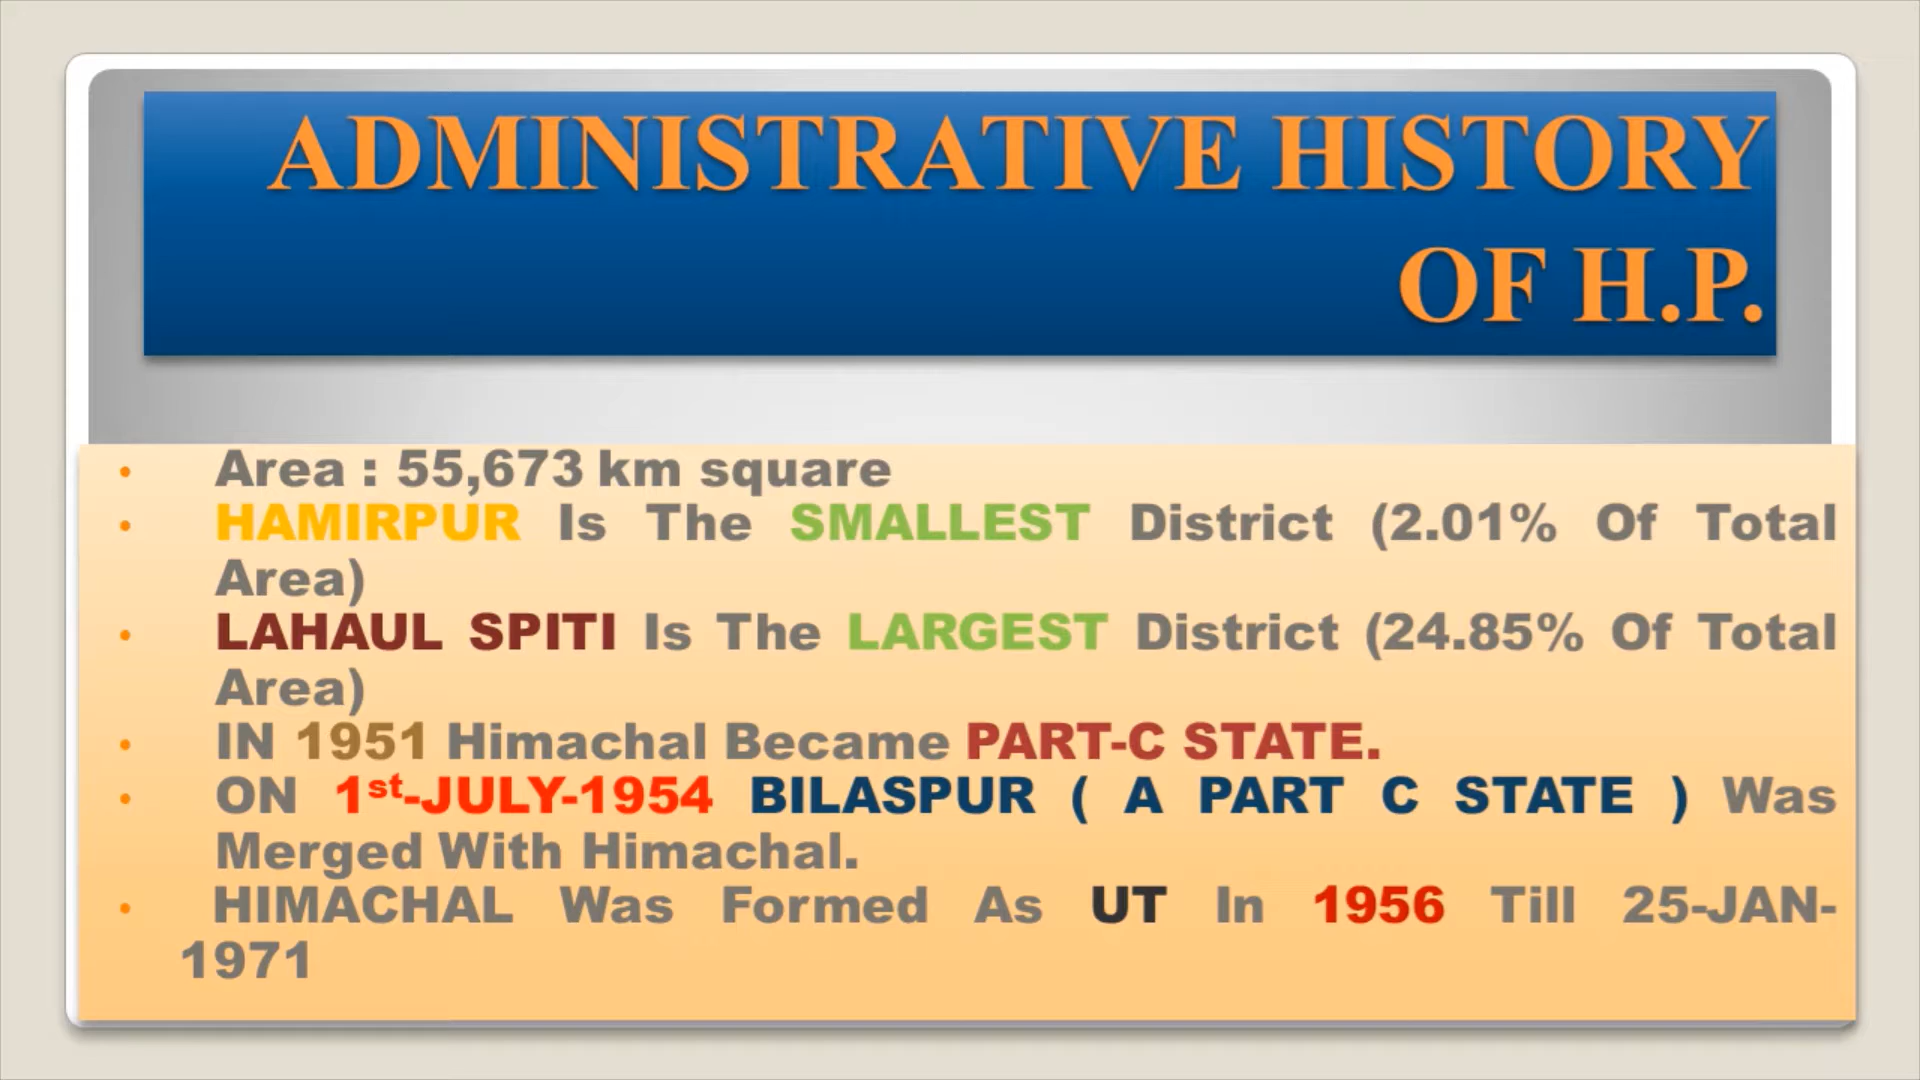 ADMINISTRATIVE HISTORY
OF H.P.
• Area : 55,673 km square
• HAMIRPUR Is The SMALLEST District (2.01% Of Total
Area)
• LAHAUL SPITI Is The LARGEST District (24.85% Of Total
Area)
• IN 1951 Himachal Became PART-C STATE.
• ON 1st-JULY-1954 BILASPUR ( A PART C STATE ) Was
Merged With Himachal.
• HIMACHAL Was Formed As UT In 1956 Till 25-JAN-
1971